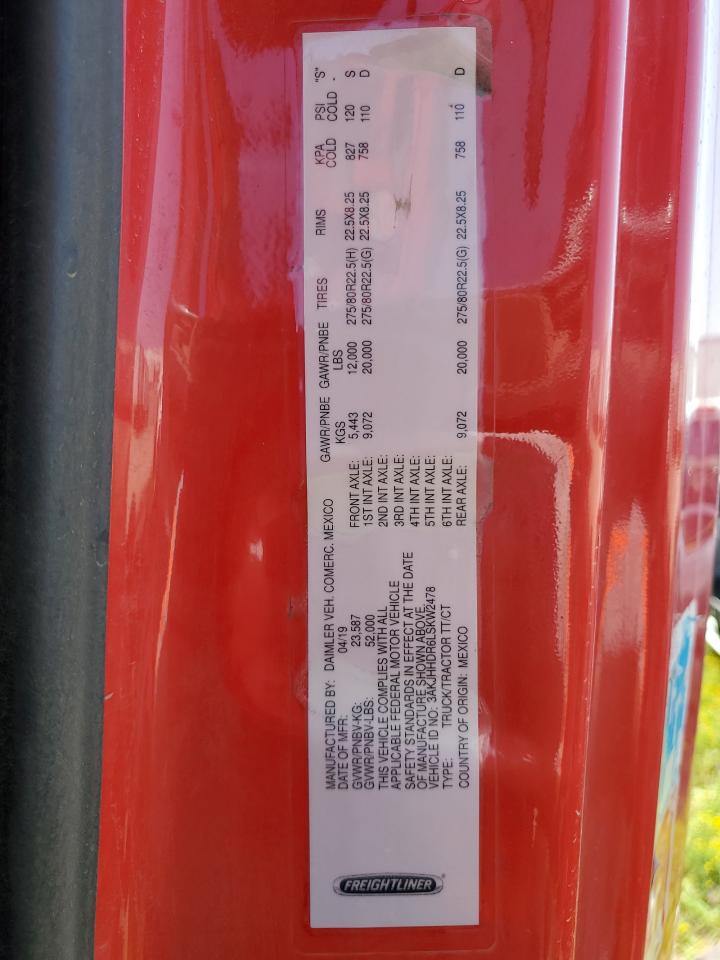 FREIGHTLINER
MANUFACTURED BY: DAIMLER VEH. COMERC. MEXICO
DATE OF MFR: 04/19
GVWR/PNBV-KG: 23,587
GVWR/PNBV-LBS: 52,000
THIS VEHICLE COMPLIES WITH ALL
APPLICABLE FEDERAL MOTOR VEHICLE
SAFETY STANDARDS IN EFFECT AT THE DATE
OF MANUFACTURE SHOWN ABOVE.
VEHICLE ID NO: 3AKJHHDR6LSKW2478
TYPE: TRUCK/TRACTOR TT/CT
COUNTRY OF ORIGIN: MEXICO
GAWR/PNBE GAWR/PNBE TIRES RIMS KPA PSI "S"
KGS LBS COLD COLD -
FRONT AXLE: 5,443 12,000 275/80R22.5(H) 22.5X8.25 827 120 S
1ST INT AXLE: 9,072 20,000 275/80R22.5(G) 22.5X8.25 758 110 D
2ND INT AXLE:
3RD INT AXLE:
4TH INT AXLE:
5TH INT AXLE:
6TH INT AXLE:
REAR AXLE: 9,072 20,000 275/80R22.5(G) 22.5X8.25 758 110 D